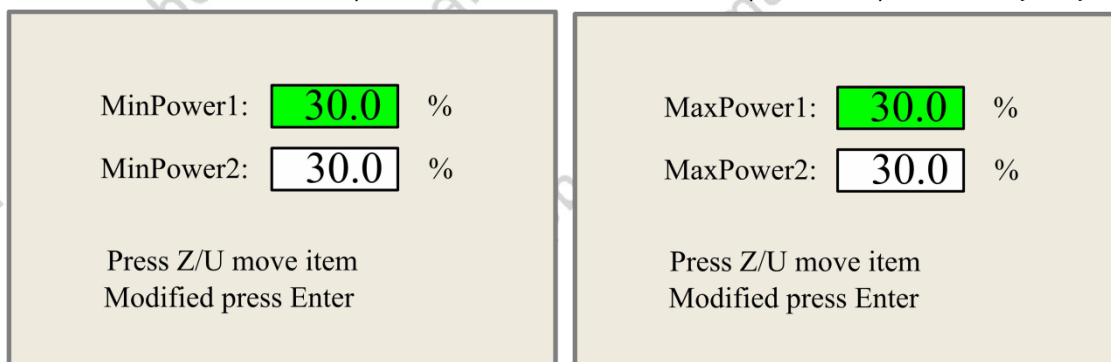 MinPower1: 30.0 %
MinPower2: 30.0 %
Press Z/U move item
Modified press Enter
MaxPower1: 30.0 %
MaxPower2: 30.0 %
Press Z/U move item
Modified press Enter